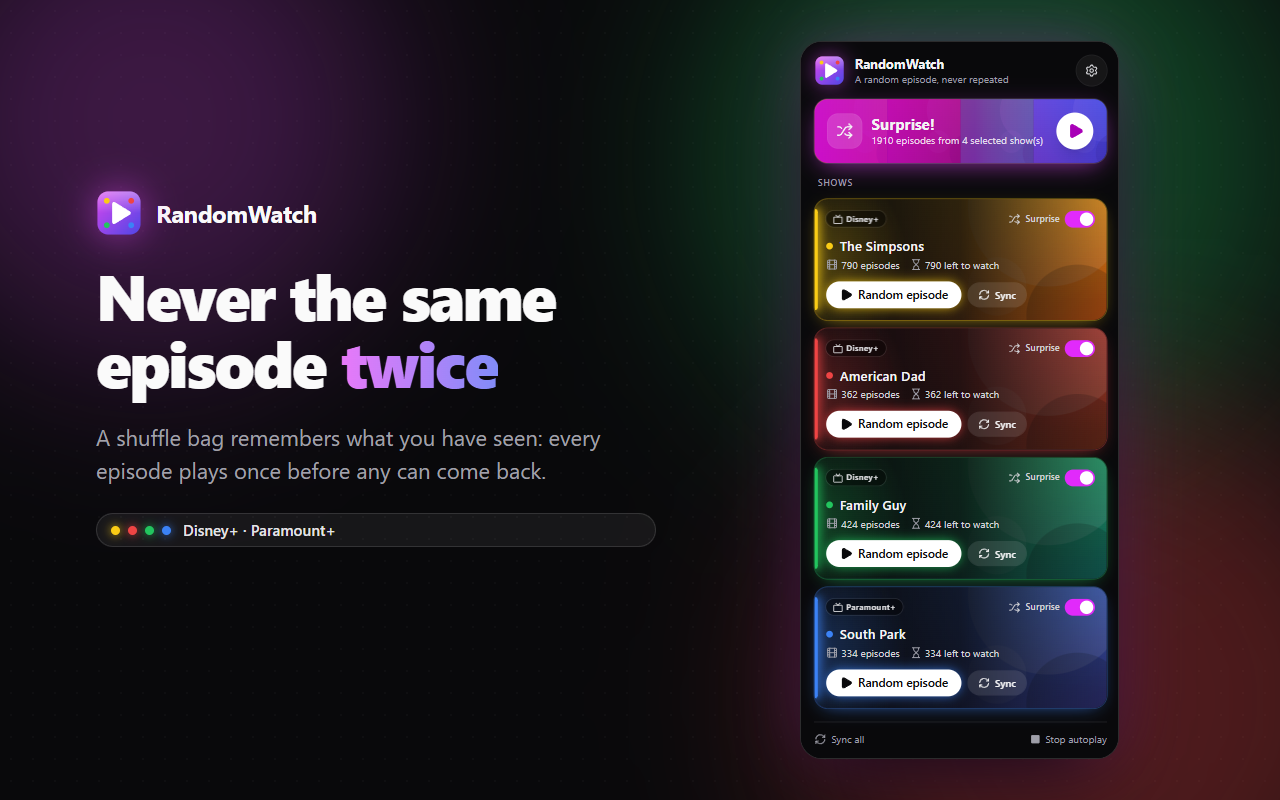 RandomWatch
Never the same
episode twice
A shuffle bag remembers what you have seen: every
episode plays once before any can come back.
Disney+ · Paramount+
RandomWatch
A random episode, never repeated
Surprise!
1910 episodes from 4 selected show(s)
SHOWS
Disney+ Surprise
The Simpsons
790 episodes 790 left to watch
Random episode Sync
Disney+ Surprise
American Dad
362 episodes 362 left to watch
Random episode Sync
Disney+ Surprise
Family Guy
424 episodes 424 left to watch
Random episode Sync
Paramount+ Surprise
South Park
334 episodes 334 left to watch
Random episode Sync
Sync all Stop autoplay